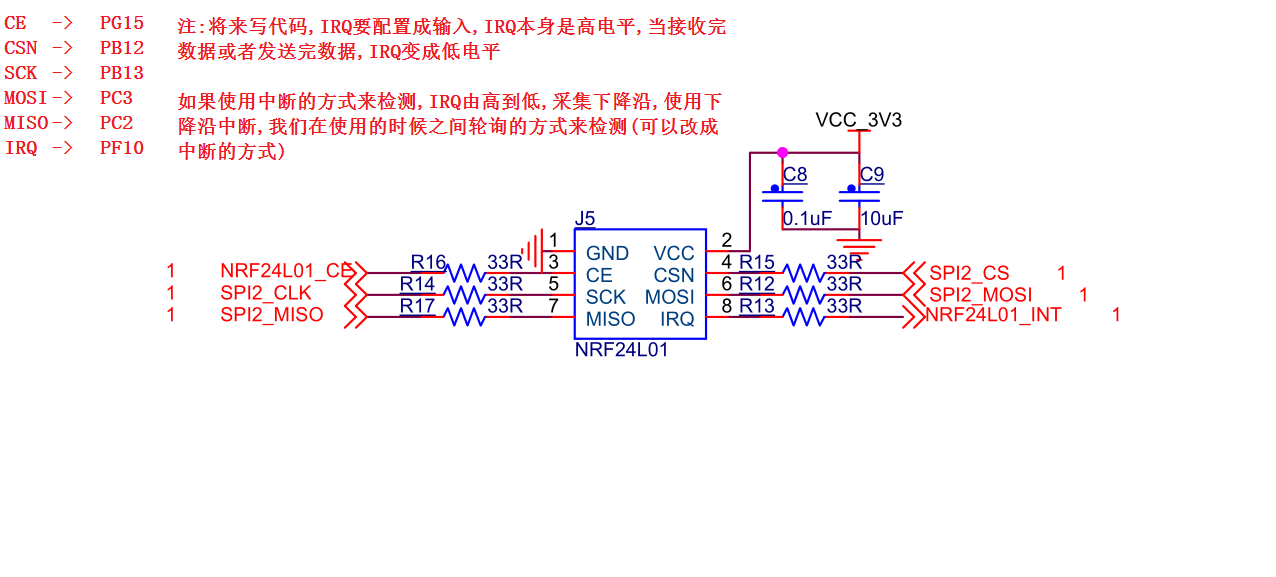 CE -> PG15
CSN -> PB12
SCK -> PB13
MOSI-> PC3
MISO-> PC2
IRQ -> PF10
注:将来写代码,IRQ要配置成输入,IRQ本身是高电平,当接收完
数据或者发送完数据,IRQ变成低电平
如果使用中断的方式来检测,IRQ由高到低,采集下降沿,使用下
降沿中断,我们在使用的时候之间轮询的方式来检测(可以改成
中断的方式)
VCC_3V3
C8
C9
0.1uF
10uF
J5
1 GND VCC 2
1 NRF24L01_CE R16 33R 3 CE CSN 4 R15 33R SPI2_CS 1
1 SPI2_CLK R14 33R 5 SCK MOSI 6 R12 33R SPI2_MOSI 1
1 SPI2_MISO R17 33R 7 MISO IRQ 8 R13 33R NRF24L01_INT 1
NRF24L01